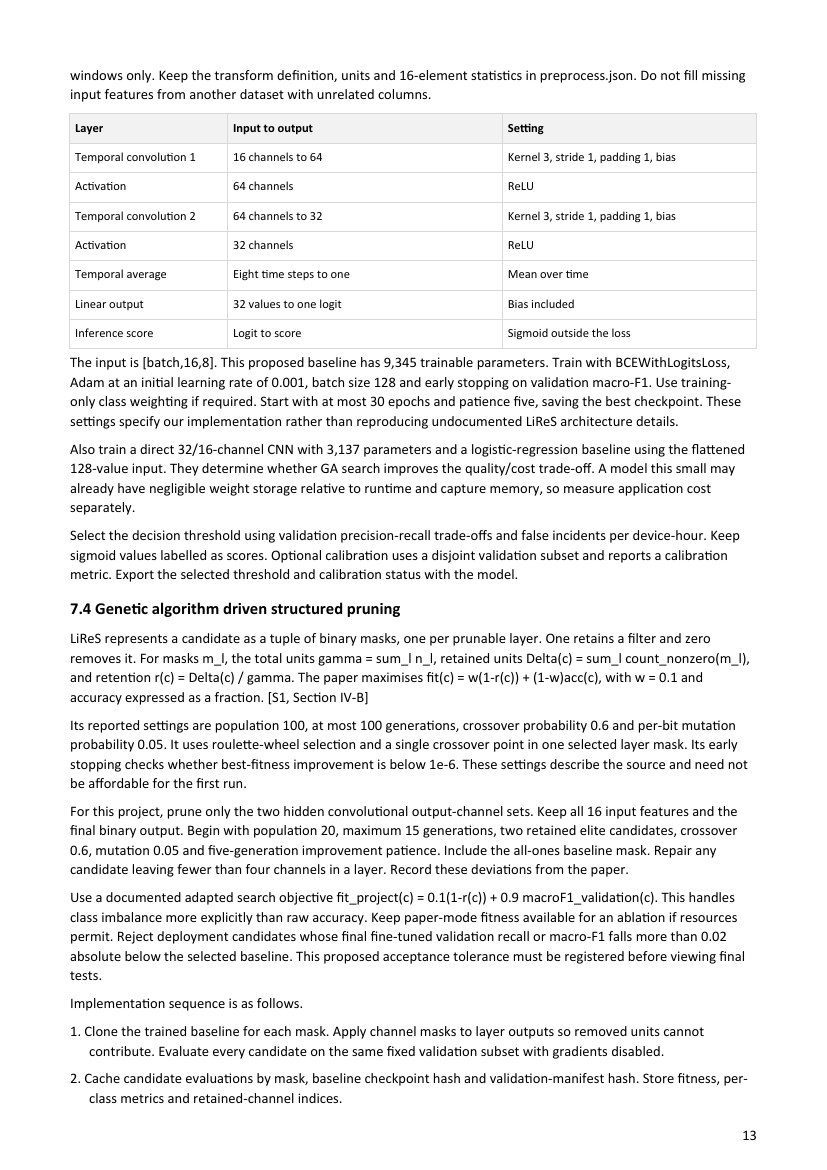 windows only. Keep the transform definition, units and 16-element statistics in preprocess.json. Do not fill missing
input features from another dataset with unrelated columns.
Layer Input to output Setting
Temporal convolution 1 16 channels to 64 Kernel 3, stride 1, padding 1, bias
Activation 64 channels ReLU
Temporal convolution 2 64 channels to 32 Kernel 3, stride 1, padding 1, bias
Activation 32 channels ReLU
Temporal average Eight time steps to one Mean over time
Linear output 32 values to one logit Bias included
Inference score Logit to score Sigmoid outside the loss
The input is [batch,16,8]. This proposed baseline has 9,345 trainable parameters. Train with BCEWithLogitsLoss,
Adam at an initial learning rate of 0.001, batch size 128 and early stopping on validation macro-F1. Use training-
only class weighting if required. Start with at most 30 epochs and patience five, saving the best checkpoint. These
settings specify our implementation rather than reproducing undocumented LiReS architecture details.
Also train a direct 32/16-channel CNN with 3,137 parameters and a logistic-regression baseline using the flattened
128-value input. They determine whether GA search improves the quality/cost trade-off. A model this small may
already have negligible weight storage relative to runtime and capture memory, so measure application cost
separately.
Select the decision threshold using validation precision-recall trade-offs and false incidents per device-hour. Keep
sigmoid values labelled as scores. Optional calibration uses a disjoint validation subset and reports a calibration
metric. Export the selected threshold and calibration status with the model.
7.4 Genetic algorithm driven structured pruning
LiReS represents a candidate as a tuple of binary masks, one per prunable layer. One retains a filter and zero
removes it. For masks m_l, the total units gamma = sum_l n_l, retained units Delta(c) = sum_l count_nonzero(m_l),
and retention r(c) = Delta(c) / gamma. The paper maximises fit(c) = w(1-r(c)) + (1-w)acc(c), with w = 0.1 and
accuracy expressed as a fraction. [S1, Section IV-B]
Its reported settings are population 100, at most 100 generations, crossover probability 0.6 and per-bit mutation
probability 0.05. It uses roulette-wheel selection and a single crossover point in one selected layer mask. Its early
stopping checks whether best-fitness improvement is below 1e-6. These settings describe the source and need not
be affordable for the first run.
For this project, prune only the two hidden convolutional output-channel sets. Keep all 16 input features and the
final binary output. Begin with population 20, maximum 15 generations, two retained elite candidates, crossover
0.6, mutation 0.05 and five-generation improvement patience. Include the all-ones baseline mask. Repair any
candidate leaving fewer than four channels in a layer. Record these deviations from the paper.
Use a documented adapted search objective fit_project(c) = 0.1(1-r(c)) + 0.9 macroF1_validation(c). This handles
class imbalance more explicitly than raw accuracy. Keep paper-mode fitness available for an ablation if resources
permit. Reject deployment candidates whose final fine-tuned validation recall or macro-F1 falls more than 0.02
absolute below the selected baseline. This proposed acceptance tolerance must be registered before viewing final
tests.
Implementation sequence is as follows.
1. Clone the trained baseline for each mask. Apply channel masks to layer outputs so removed units cannot
contribute. Evaluate every candidate on the same fixed validation subset with gradients disabled.
2. Cache candidate evaluations by mask, baseline checkpoint hash and validation-manifest hash. Store fitness, per-
class metrics and retained-channel indices.
13